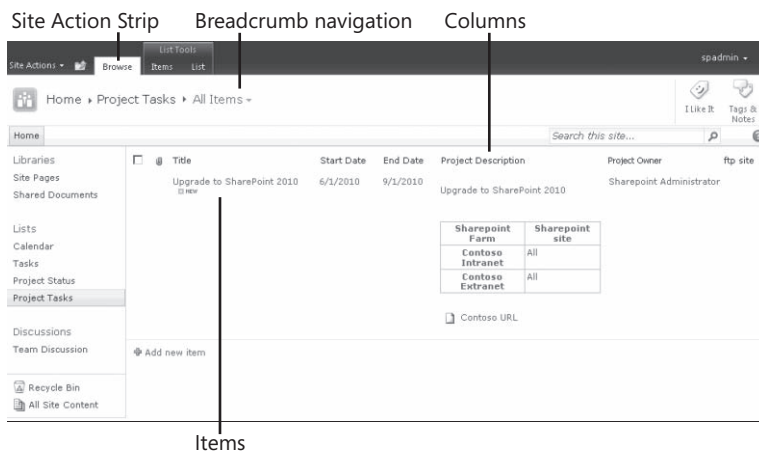 Site Action Strip Breadcrumb navigation Columns
List Tools
Site Actions Browse Items List spadmin
Home Project Tasks All Items
I Like It Tags & Notes
Home Search this site...
Libraries
Site Pages
Shared Documents
Lists
Calendar
Tasks
Project Status
Project Tasks
Discussions
Team Discussion
Recycle Bin
All Site Content
Title Start Date End Date Project Description Project Owner ftp site
Upgrade to SharePoint 2010 6/1/2010 9/1/2010 Upgrade to SharePoint 2010 Sharepoint Administrator
NEW
Sharepoint Farm Sharepoint site
Contoso Intranet All
Contoso Extranet All
Contoso URL
Add new item
Items